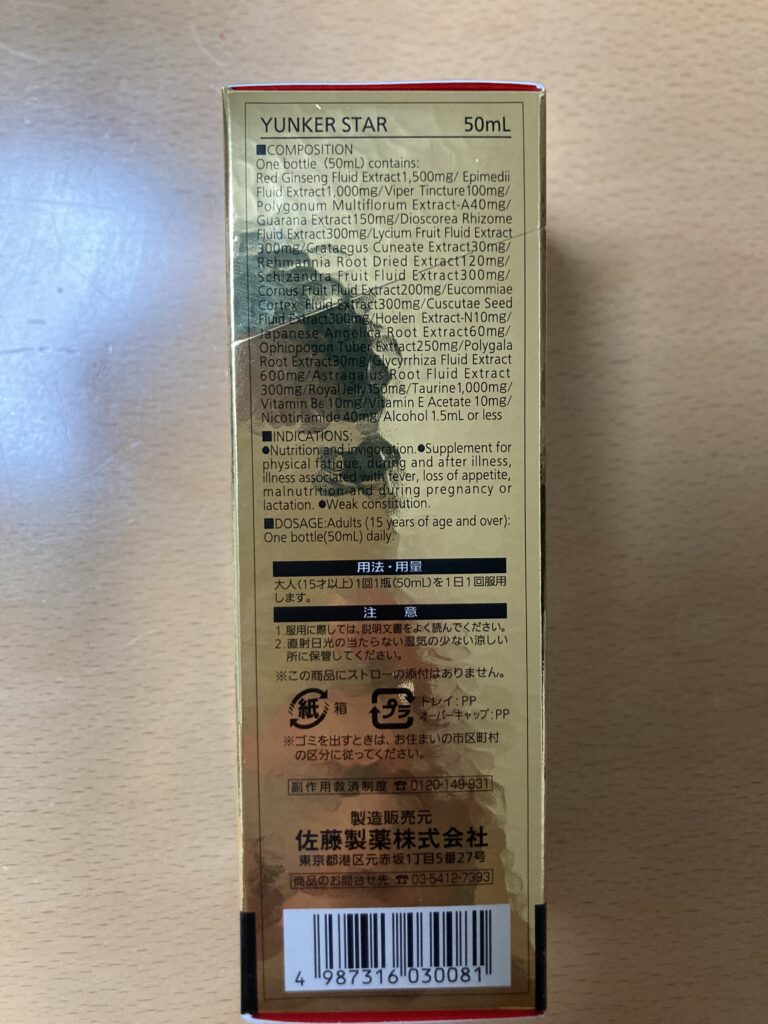 YUNKER STAR 50mL
■COMPOSITION
One bottle (50mL) contains:
Red Ginseng Fluid Extract1,500mg/ Epimedii
Fluid Extract1,000mg/Viper Tincture100mg/
Polygonum Multiflorum Extract-A40mg/
Guarana Extract150mg/Dioscorea Rhizome
Fluid Extract300mg/Lycium Fruit Fluid Extract
300mg/Crataegus Cuneate Extract30mg/
Rehmannia Root Dried Extract120mg/
Schizandra Fruit Fluid Extract300mg/
Cornus Fruit Fluid Extract200mg/Eucommiae
Cortex Fluid Extract300mg/Cuscutae Seed
Fluid Extract300mg/Hoelen Extract-N10mg/
Japanese Angelica Root Extract60mg/
Ophiopogon Tuber Extract250mg/Polygala
Root Extract30mg/Glycyrrhiza Fluid Extract
600mg/Astragalus Root Fluid Extract
300mg/Royal Jelly150mg/Taurine1,000mg/
Vitamin B6 10mg/Vitamin E Acetate 10mg/
Nicotinamide 40mg/Alcohol 1.5mL or less
■INDICATIONS:
●Nutrition and invigoration.●Supplement for
physical fatigue, during and after illness,
illness associated with fever, loss of appetite,
malnutrition and during pregnancy or
lactation. ●Weak constitution.
■DOSAGE:Adults (15 years of age and over):
One bottle(50mL) daily.
用法・用量
大人(15才以上)1回1瓶(50mL)を1日1回服用
します。
注 意
1.服用に際しては、説明文書をよく読んでください。
2.直射日光の当たらない湿気の少ない涼しい
所に保管してください。
※この商品にストローの添付はありません。
紙 箱 プラ トレイ:PP
オーバーキャップ:PP
※ゴミを出すときは、お住まいの市区町村
の区分に従ってください。
副作用救済制度 ☎0120-149-931
製造販売元
佐藤製薬株式会社
東京都港区元赤坂1丁目5番27号
商品のお問合せ先 ☎03-5412-7393
4 987316 030081